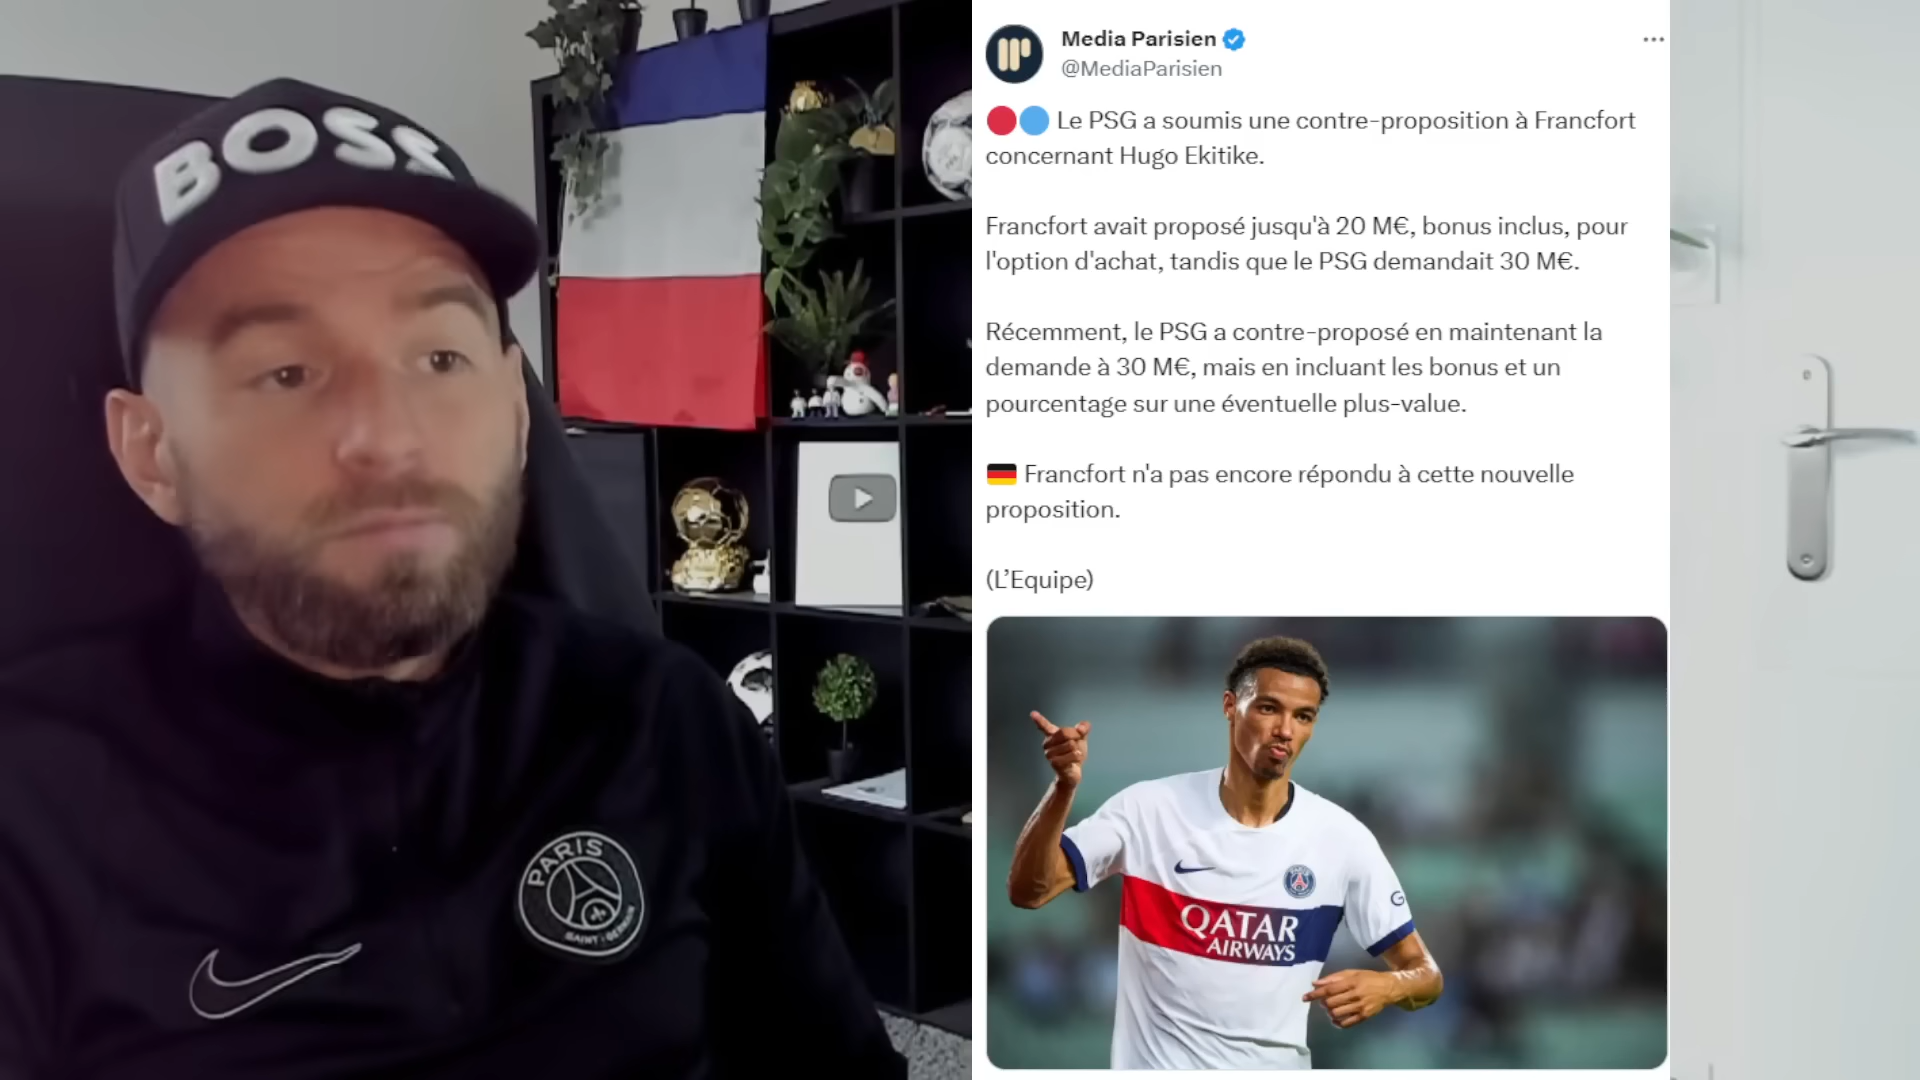 BOSS
PARIS
SAINT-GERMAIN
Media Parisien
@MediaParisien
Le PSG a soumis une contre-proposition à Francfort
concernant Hugo Ekitike.
Francfort avait proposé jusqu'à 20 M€, bonus inclus, pour
l'option d'achat, tandis que le PSG demandait 30 M€.
Récemment, le PSG a contre-proposé en maintenant la
demande à 30 M€, mais en incluant les bonus et un
pourcentage sur une éventuelle plus-value.
Francfort n'a pas encore répondu à cette nouvelle
proposition.
(L'Equipe)
QATAR
AIRWAYS
G